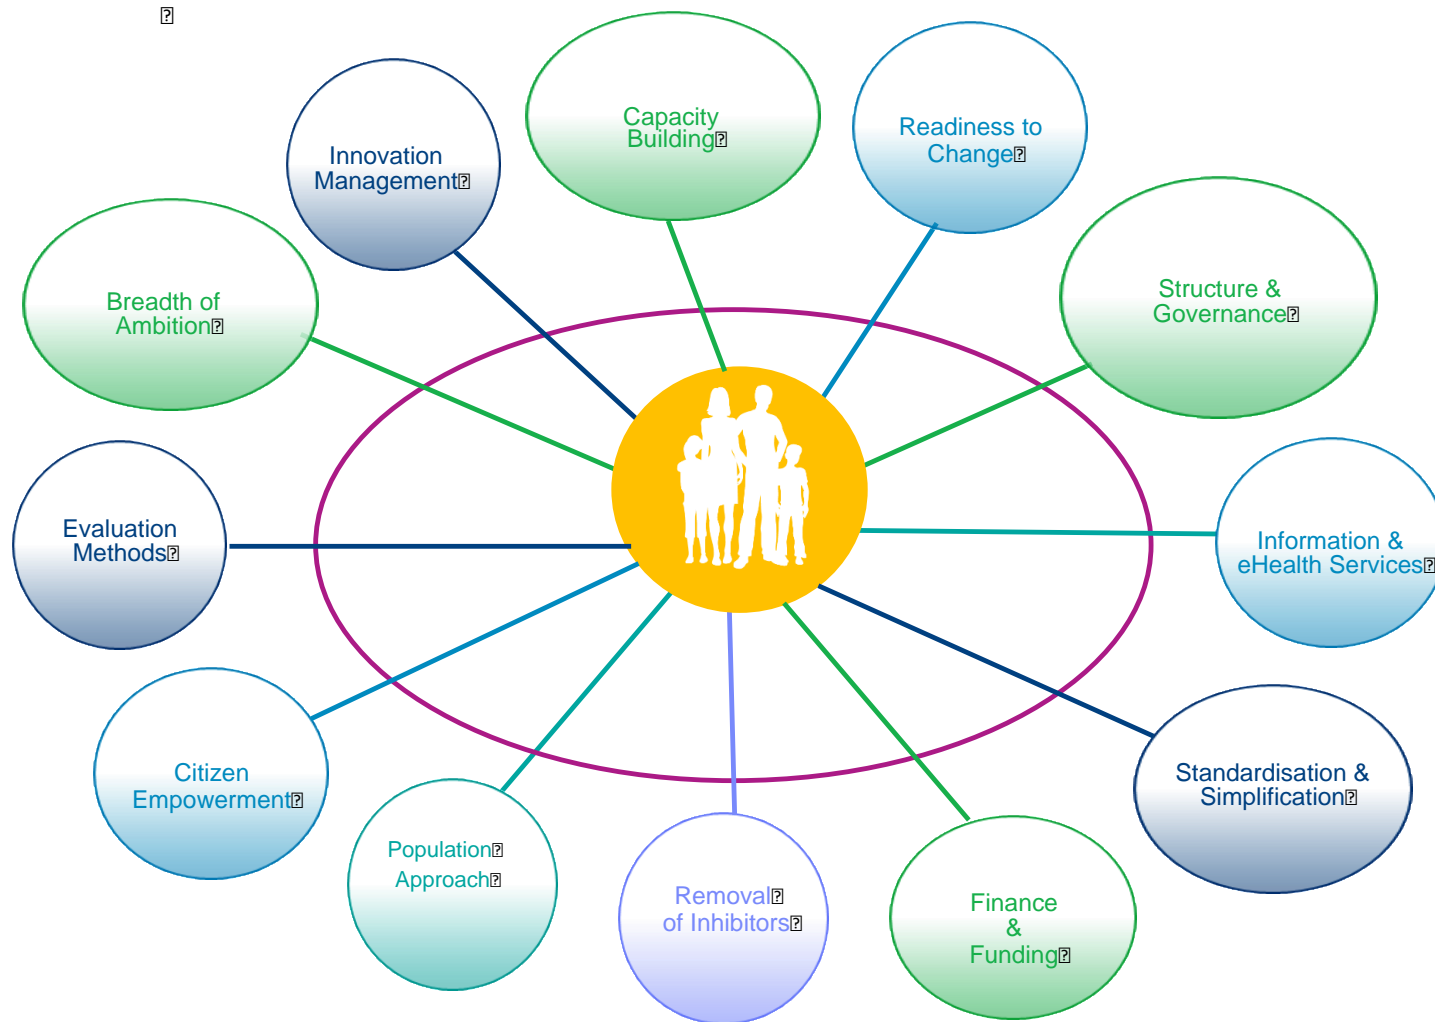 Capacity
Building
Readiness to
Change
Innovation
Management
Structure &
Governance
Breadth of
Ambition
Evaluation
Methods
Information &
eHealth Services
Citizen
Empowerment
Standardisation &
Simplification
Population
Approach
Removal
of Inhibitors
Finance
&
Funding